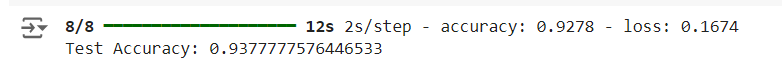 8/8 ━━━━━━━━━━━━━━━━━━━━ 12s 2s/step - accuracy: 0.9278 - loss: 0.1674
Test Accuracy: 0.9377777576446533